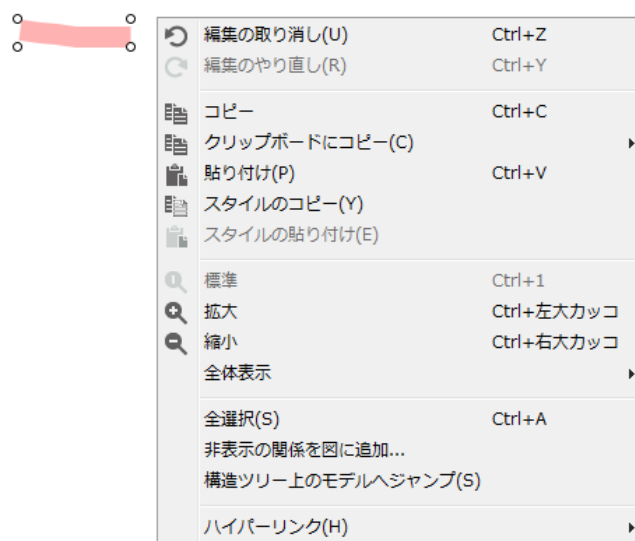 編集の取り消し(U) Ctrl+Z
編集のやり直し(R) Ctrl+Y
コピー Ctrl+C
クリップボードにコピー(C)
貼り付け(P) Ctrl+V
スタイルのコピー(Y)
スタイルの貼り付け(E)
標準 Ctrl+1
拡大 Ctrl+左大カッコ
縮小 Ctrl+右大カッコ
全体表示
全選択(S) Ctrl+A
非表示の関係を図に追加...
構造ツリー上のモデルへジャンプ(S)
ハイパーリンク(H)